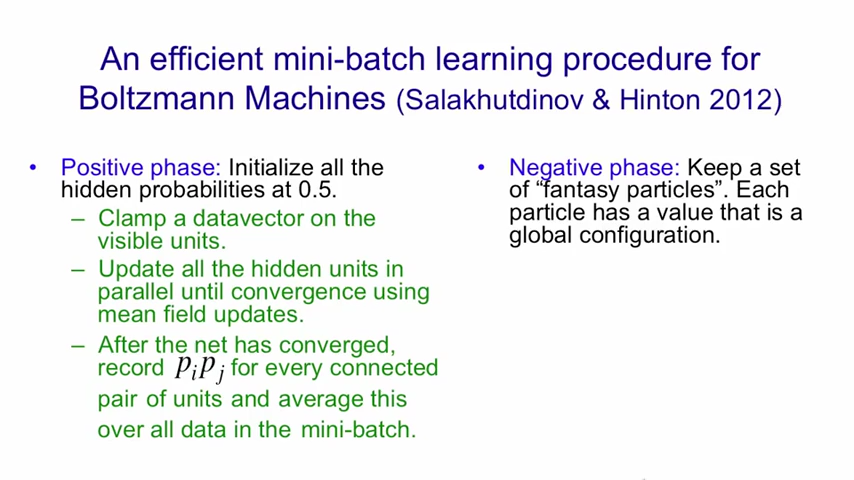 An efficient mini-batch learning procedure for
Boltzmann Machines (Salakhutdinov & Hinton 2012)
• Positive phase: Initialize all the
hidden probabilities at 0.5.
– Clamp a datavector on the
visible units.
– Update all the hidden units in
parallel until convergence using
mean field updates.
– After the net has converged,
record p_i p_j for every connected
pair of units and average this
over all data in the mini-batch.
• Negative phase: Keep a set
of “fantasy particles”. Each
particle has a value that is a
global configuration.